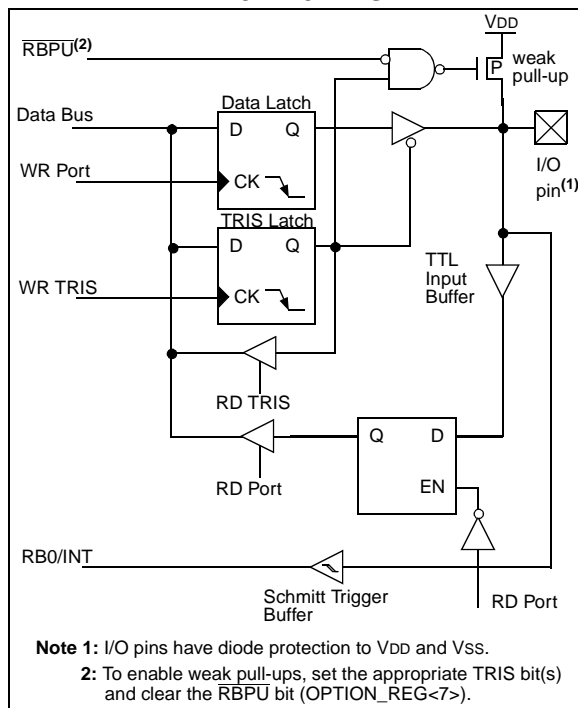 VDD
RBPU(2)
P
weak
pull-up
Data Latch
Data Bus
D Q
WR Port
CK
I/O
pin(1)
TRIS Latch
D Q
TTL
Input
Buffer
WR TRIS
CK
RD TRIS
Q D
RD Port
EN
RB0/INT
Schmitt Trigger
Buffer
RD Port
Note 1: I/O pins have diode protection to VDD and VSS.
2: To enable weak pull-ups, set the appropriate TRIS bit(s)
and clear the RBPU bit (OPTION_REG<7>).